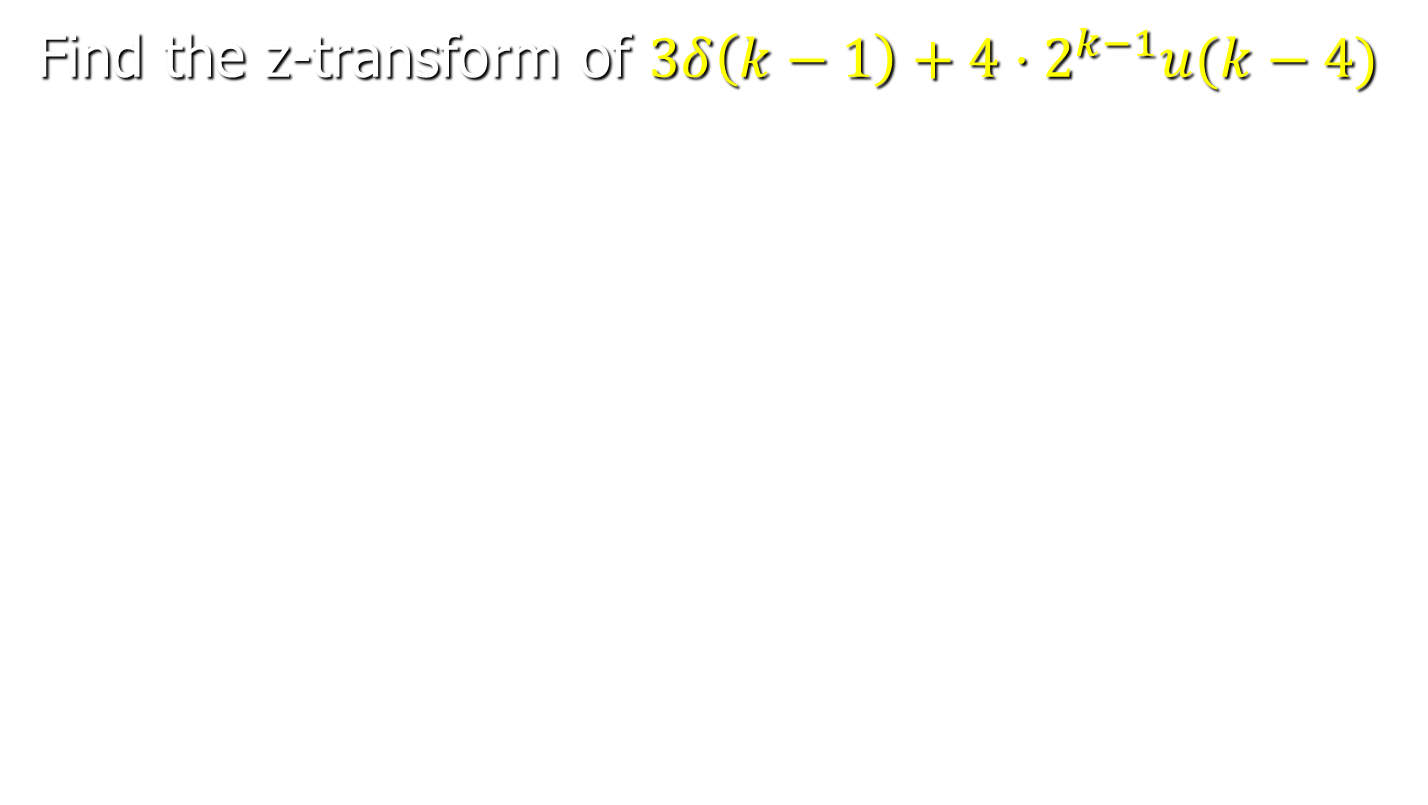 Find the z-transform of 3δ(k − 1) + 4 · 2^{k−1}u(k − 4)